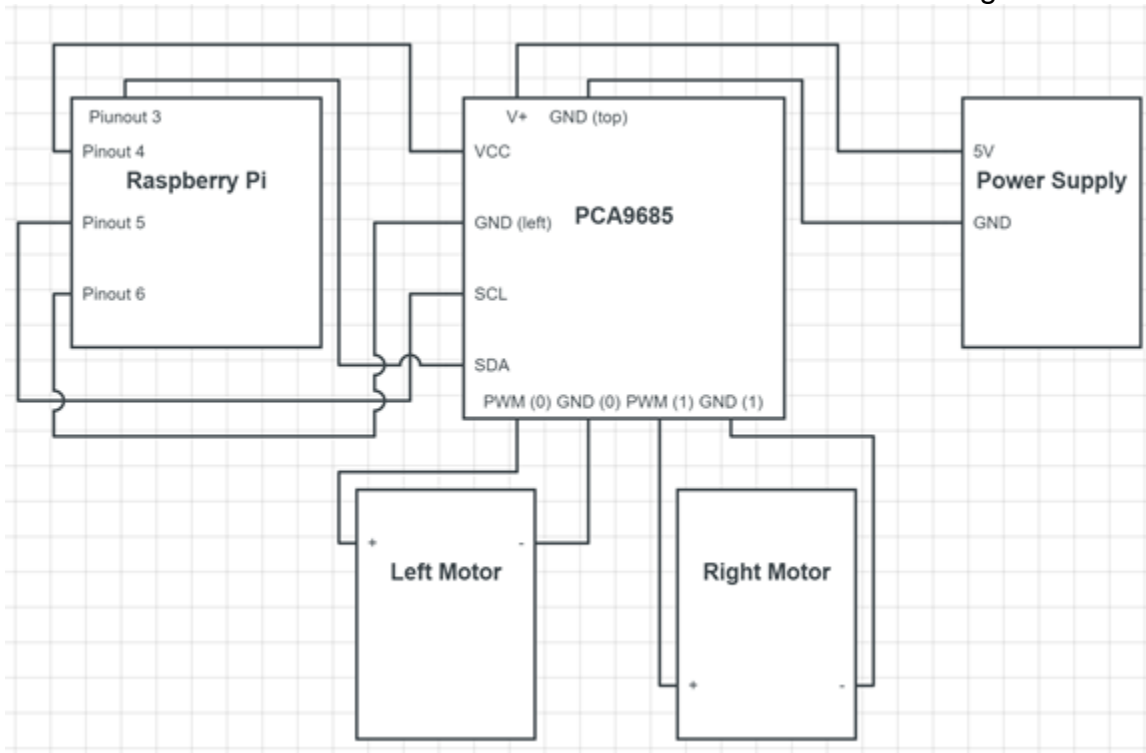 Piunout 3
Pinout 4
Raspberry Pi
Pinout 5
Pinout 6
V+ GND (top)
VCC
PCA9685
GND (left)
SCL
SDA
PWM (0) GND (0) PWM (1) GND (1)
5V
Power Supply
GND
+ -
Left Motor
Right Motor
+ -